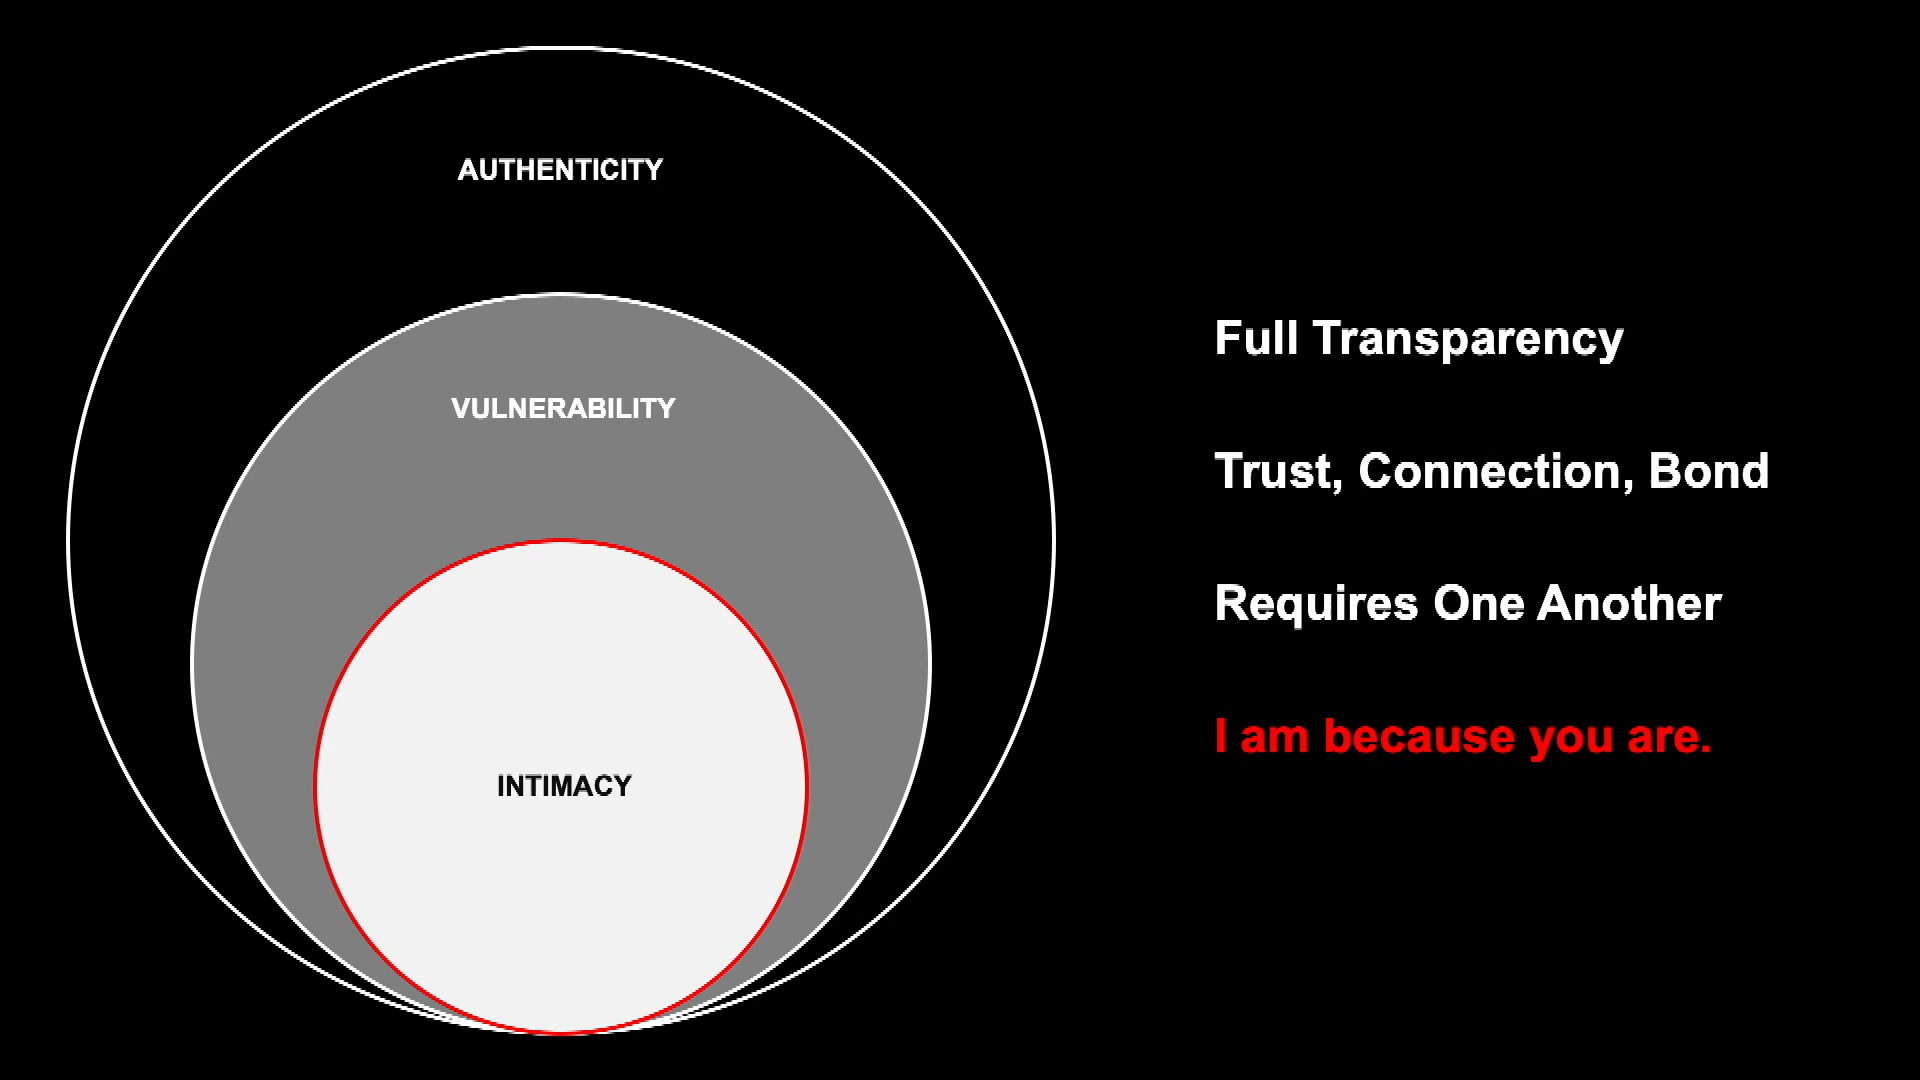 AUTHENTICITY
VULNERABILITY
INTIMACY
Full Transparency
Trust, Connection, Bond
Requires One Another
I am because you are.